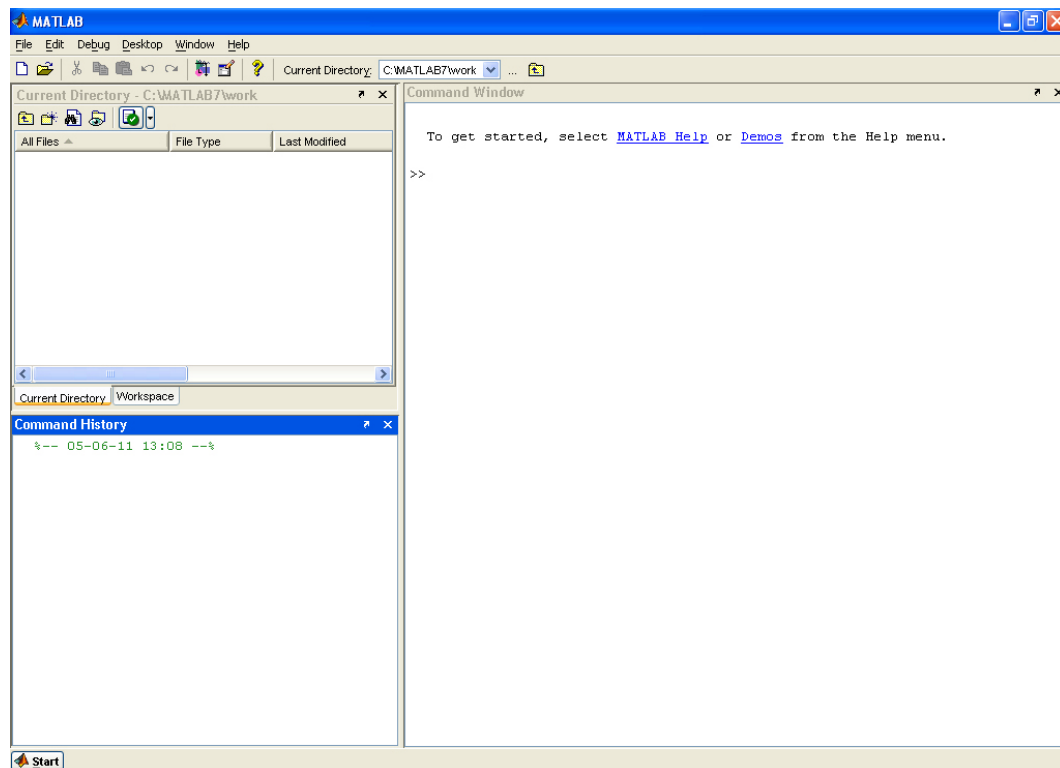 MATLAB
File Edit Debug Desktop Window Help
Current Directory: C:\MATLAB7\work ...
Current Directory - C:\MATLAB7\work
All Files File Type Last Modified
Current Directory Workspace
Command History
%-- 05-06-11 13:08 --%
Command Window
To get started, select MATLAB Help or Demos from the Help menu.
>>
Start